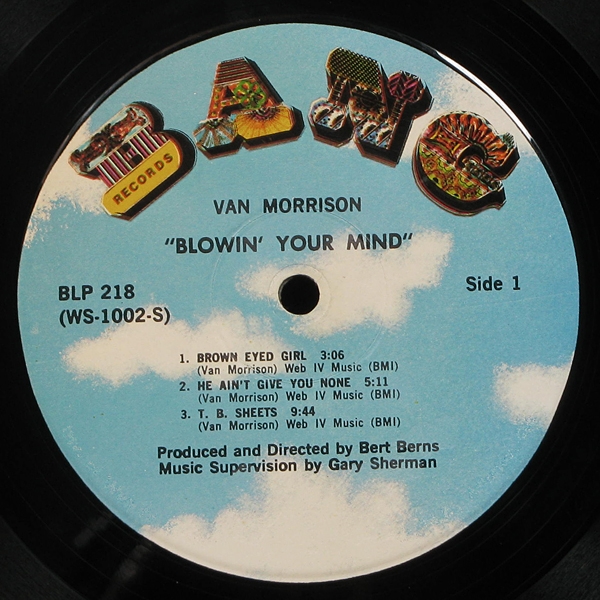 BANG
RECORDS
VAN MORRISON
"BLOWIN' YOUR MIND"
BLP 218
(WS-1002-S)
Side 1
1. BROWN EYED GIRL 3:06
(Van Morrison) Web IV Music (BMI)
2. HE AIN'T GIVE YOU NONE 5:11
(Van Morrison) Web IV Music (BMI)
3. T. B. SHEETS 9:44
(Van Morrison) Web IV Music (BMI)
Produced and Directed by Bert Berns
Music Supervision by Gary Sherman